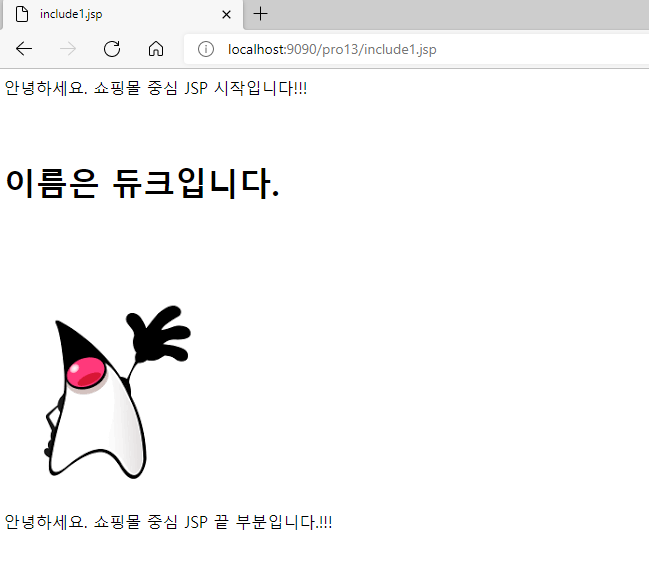 include1.jsp
localhost:9090/pro13/include1.jsp
안녕하세요. 쇼핑몰 중심 JSP 시작입니다!!!
이름은 듀크입니다.
안녕하세요. 쇼핑몰 중심 JSP 끝 부분입니다.!!!